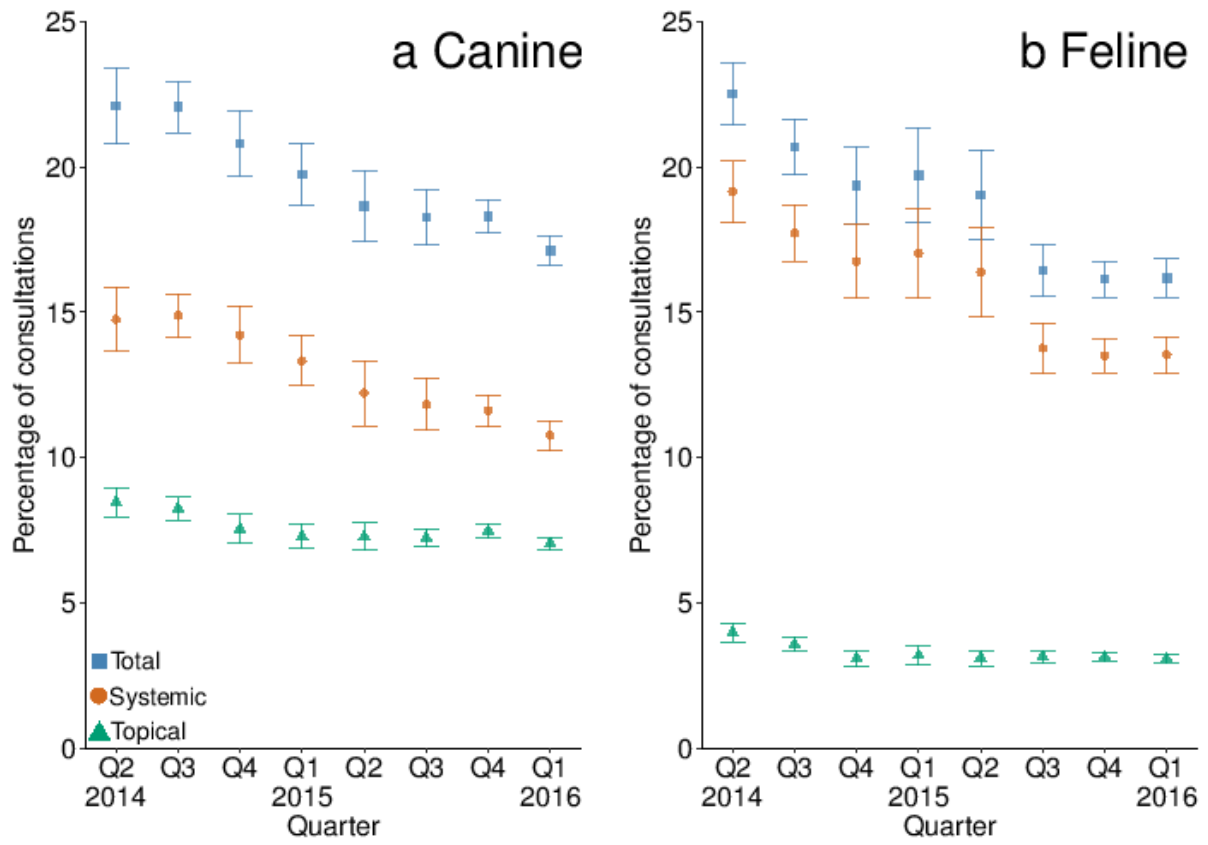 a Canine
25
20
15
10
5
0
Percentage of consultations
Total
Systemic
Topical
Q2 Q3 Q4 Q1 Q2 Q3 Q4 Q1
2014 2015 2016
Quarter
b Feline
25
20
15
10
5
0
Percentage of consultations
Q2 Q3 Q4 Q1 Q2 Q3 Q4 Q1
2014 2015 2016
Quarter